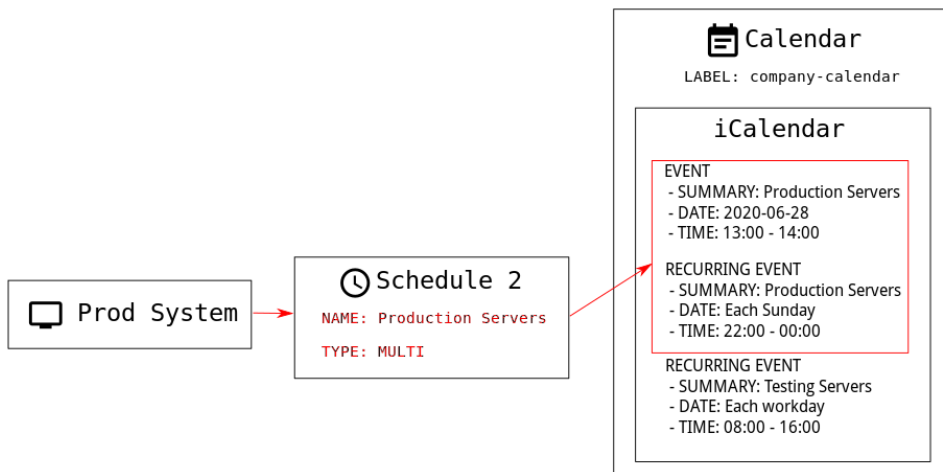 Calendar
LABEL: company-calendar
iCalendar
EVENT
- SUMMARY: Production Servers
- DATE: 2020-06-28
- TIME: 13:00 - 14:00
RECURRING EVENT
- SUMMARY: Production Servers
- DATE: Each Sunday
- TIME: 22:00 - 00:00
RECURRING EVENT
- SUMMARY: Testing Servers
- DATE: Each workday
- TIME: 08:00 - 16:00
Schedule 2
NAME: Production Servers
TYPE: MULTI
Prod System